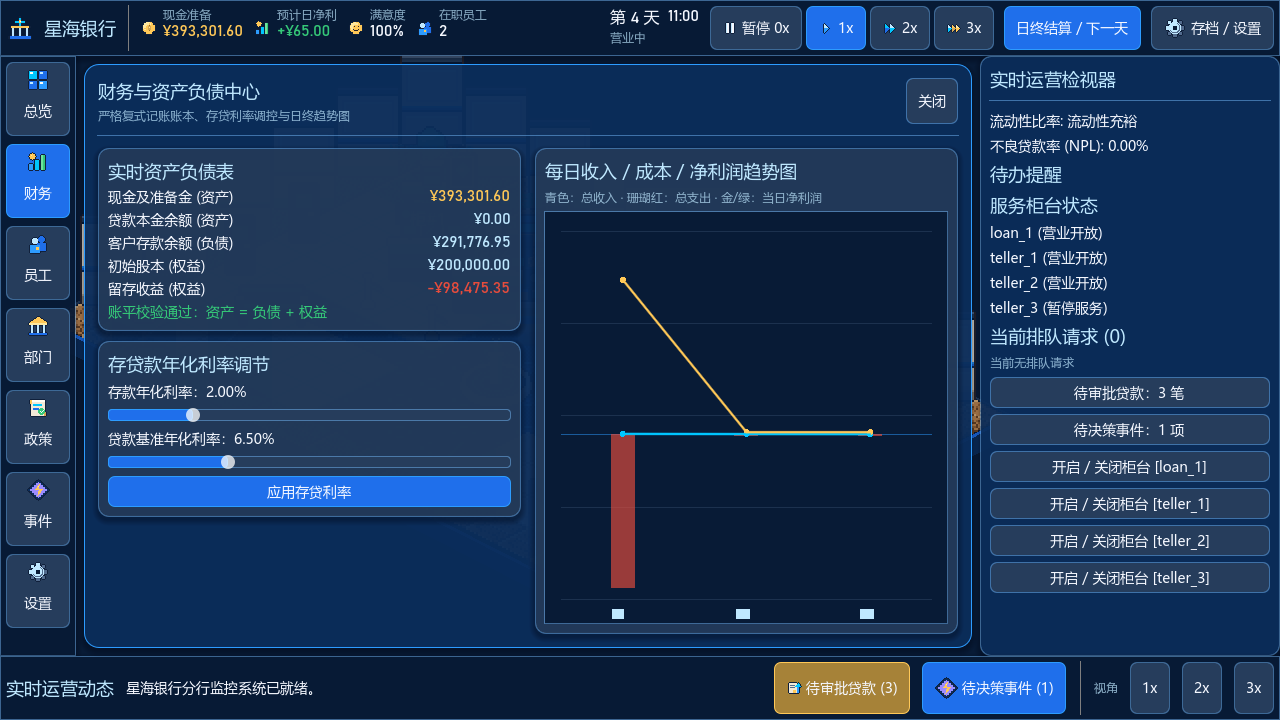 星海银行
现金准备
¥393,301.60
预计日净利
+¥65.00
满意度
100%
在职员工
2
第 4 天 11:00
营业中
暂停 0x
1x
2x
3x
日终结算 / 下一天
存档 / 设置
总览
财务
员工
部门
政策
事件
设置
财务与资产负债中心
严格复式记账账本、存贷利率调控与日终趋势图
关闭
实时资产负债表
现金及准备金 (资产) ¥393,301.60
贷款本金余额 (资产) ¥0.00
客户存款余额 (负债) ¥291,776.95
初始股本 (权益) ¥200,000.00
留存收益 (权益) -¥98,475.35
账平校验通过：资产 = 负债 + 权益
存贷款年化利率调节
存款年化利率：2.00%
贷款基准年化利率：6.50%
应用存贷利率
每日收入 / 成本 / 净利润趋势图
青色：总收入 · 珊瑚红：总支出 · 金/绿：当日净利润
实时运营检视器
流动性比率: 流动性充裕
不良贷款率 (NPL): 0.00%
待办提醒
服务柜台状态
loan_1 (营业开放)
teller_1 (营业开放)
teller_2 (营业开放)
teller_3 (暂停服务)
当前排队请求 (0)
当前无排队请求
待审批贷款：3 笔
待决策事件：1 项
开启 / 关闭柜台 [loan_1]
开启 / 关闭柜台 [teller_1]
开启 / 关闭柜台 [teller_2]
开启 / 关闭柜台 [teller_3]
实时运营动态 星海银行分行监控系统已就绪。
待审批贷款 (3)
待决策事件 (1)
视角
1x
2x
3x